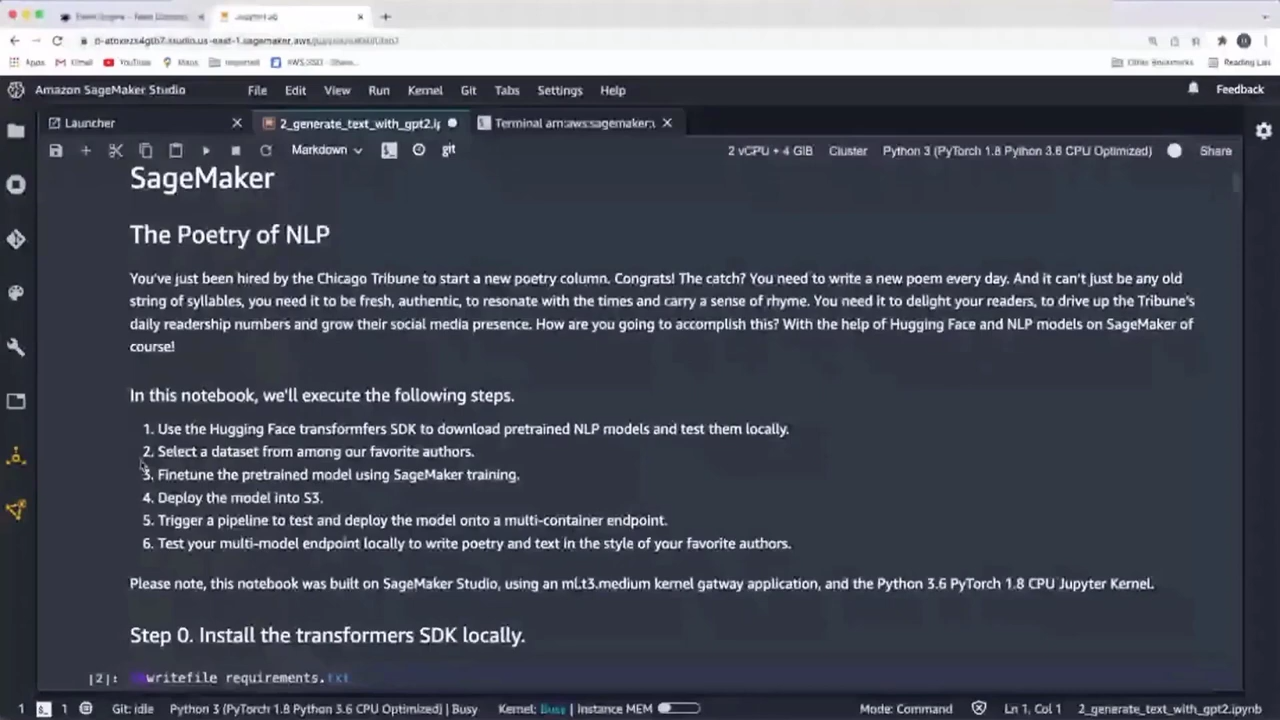 Apps
Gmail
YouTube
Maps
Imported
Other Bookmarks
Reading List
Amazon SageMaker Studio
File Edit View Run Kernel Git Tabs Settings Help
Feedback
Launcher
2_generate_text_with_gpt2.i
Terminal arn:aws:sagemaker:
Markdown
git
2 vCPU + 4 GiB Cluster Python 3 (PyTorch 1.8 Python 3.6 CPU Optimized) Share
SageMaker
The Poetry of NLP
You've just been hired by the Chicago Tribune to start a new poetry column. Congrats! The catch? You need to write a new poem every day. And it can't just be any old
string of syllables, you need it to be fresh, authentic, to resonate with the times and carry a sense of rhyme. You need it to delight your readers, to drive up the Tribune's
daily readership numbers and grow their social media presence. How are you going to accomplish this? With the help of Hugging Face and NLP models on SageMaker of
course!
In this notebook, we'll execute the following steps.
1. Use the Hugging Face transformfers SDK to download pretrained NLP models and test them locally.
2. Select a dataset from among our favorite authors.
3. Finetune the pretrained model using SageMaker training.
4. Deploy the model into S3.
5. Trigger a pipeline to test and deploy the model onto a multi-container endpoint.
6. Test your multi-model endpoint locally to write poetry and text in the style of your favorite authors.
Please note, this notebook was built on SageMaker Studio, using an ml.t3.medium kernel gatway application, and the Python 3.6 PyTorch 1.8 CPU Jupyter Kernel.
Step 0. Install the transformers SDK locally.
[2]: writefile requirements.txt
1 1 Git: idle Python 3 (PyTorch 1.8 Python 3.6 CPU Optimized) | Busy Kernel: Busy | Instance MEM Mode: Command Ln 1, Col 1 2_generate_text_with_gpt2.ipynb